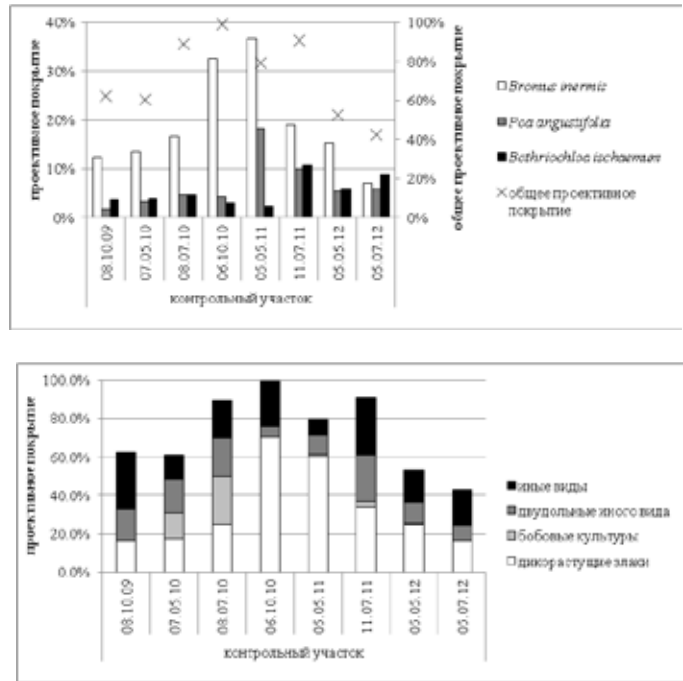 40%
30%
20%
10%
0%
проективное покрытие
100%
80%
60%
40%
20%
0%
общее проективное покрытие
08.10.09
07.05.10
08.07.10
06.10.10
05.05.11
11.07.11
05.05.12
05.07.12
контрольный участок
Bromus inermis
Poa angustifolia
Bothriochloa ischaemum
общее проективное
покрытие
100.0%
80.0%
60.0%
40.0%
20.0%
0.0%
проективное покрытие
08.10.09
07.05.10
08.07.10
06.10.10
05.05.11
11.07.11
05.05.12
05.07.12
контрольный участок
иные виды
двудольные иного вида
бобовые культуры
дикорастущие злаки